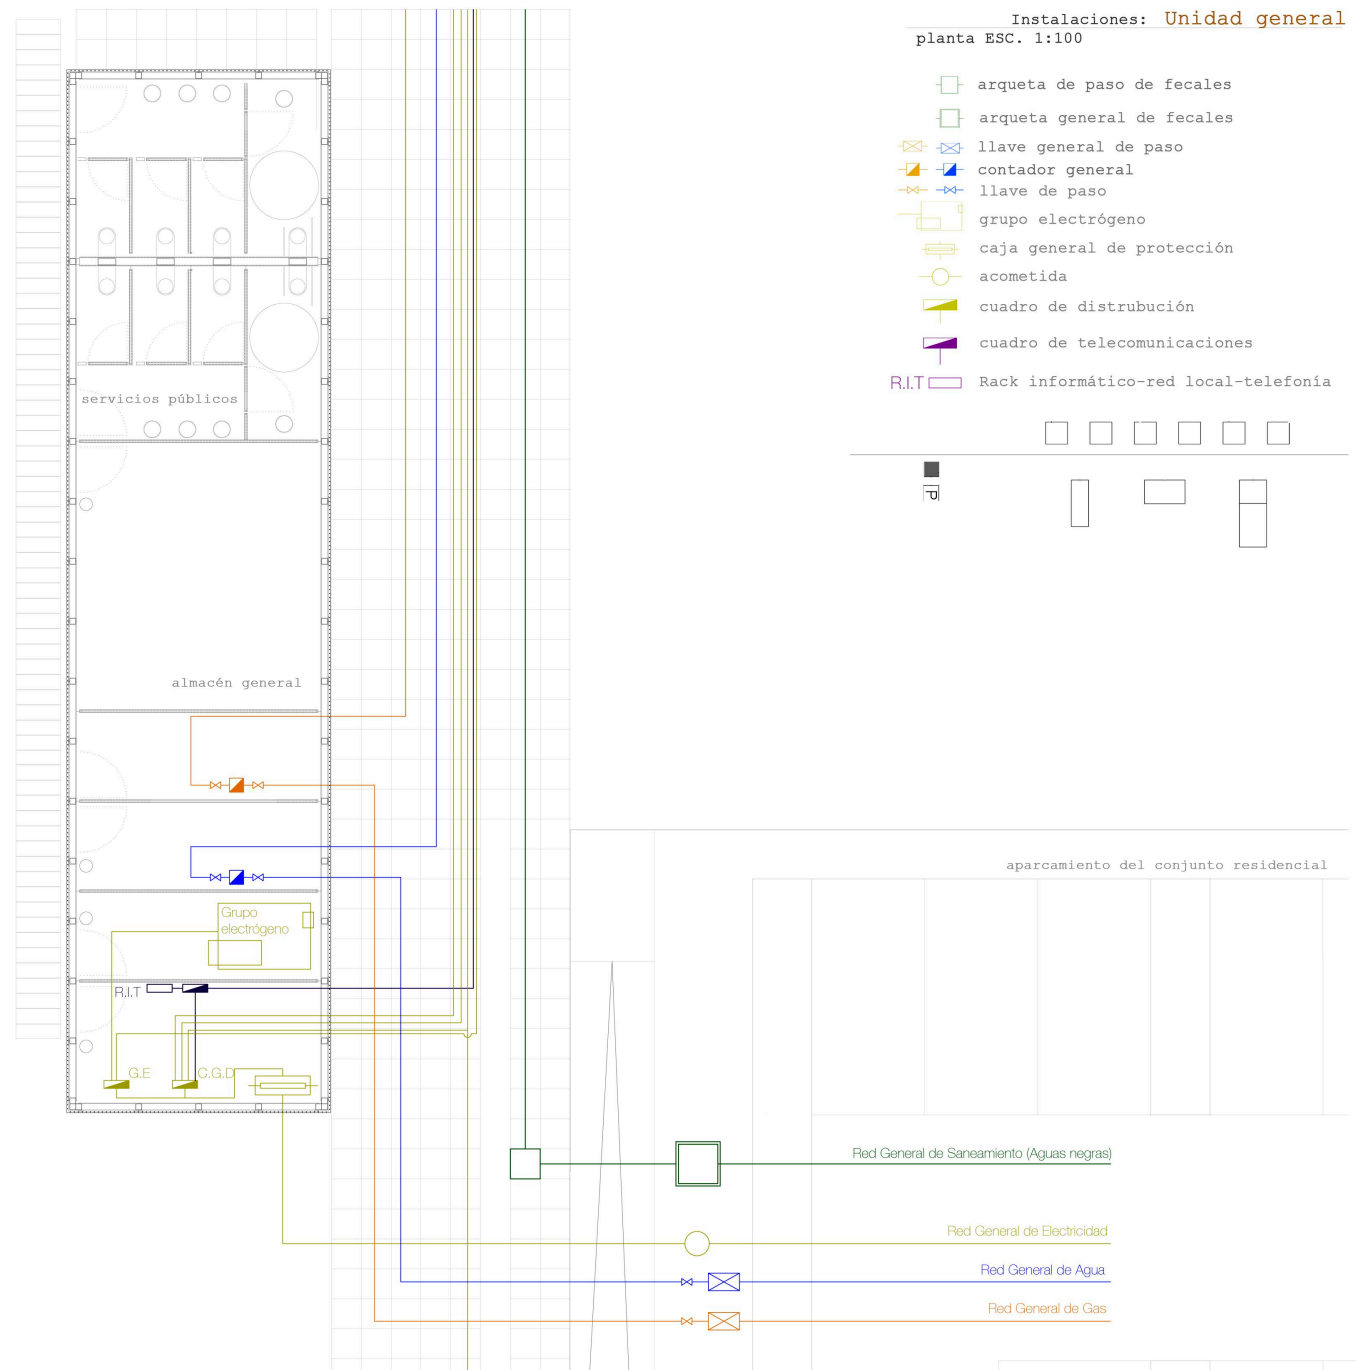 Instalaciones: Unidad general
planta ESC. 1:100
arqueta de paso de fecales
arqueta general de fecales
llave general de paso
contador general
llave de paso
grupo electrógeno
caja general de protección
acometida
cuadro de distrubución
cuadro de telecomunicaciones
R.I.T Rack informático-red local-telefonía
P
servicios públicos
almacén general
aparcamiento del conjunto residencial
Grupo
electrógeno
R.I.T
G.E
C.G.D
Red General de Saneamiento (Aguas negras)
Red General de Electricidad
Red General de Agua
Red General de Gas